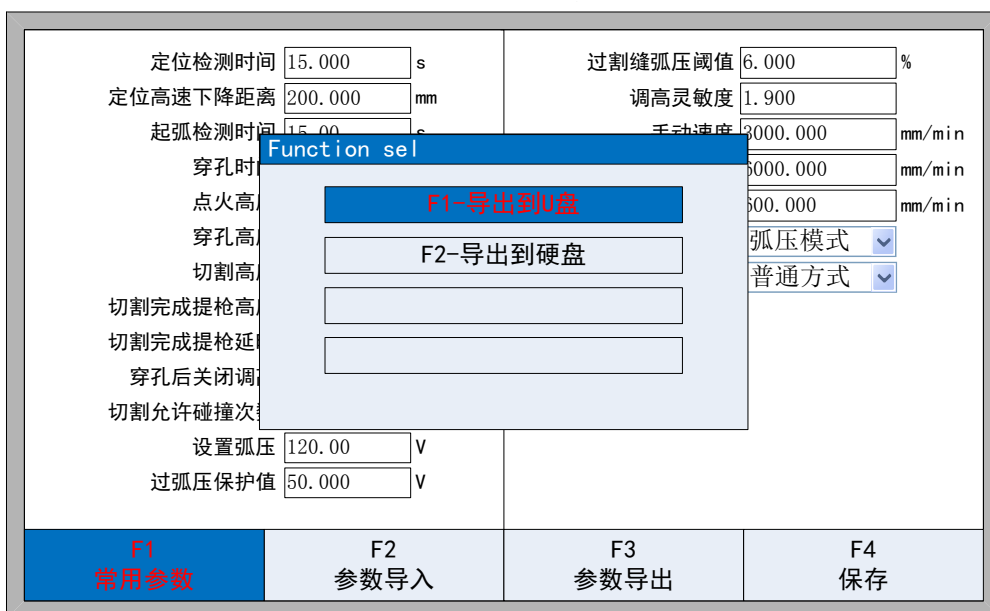 定位检测时间 15.000 s
定位高速下降距离 200.000 mm
起弧检测时间 15.00 s
穿孔时
点火高
穿孔高
切割高
切割完成提枪高
切割完成提枪延
穿孔后关闭调
切割允许碰撞次
设置弧压 120.00 V
过弧压保护值 50.000 V
过割缝弧压阈值 6.000 %
调高灵敏度 1.900
手动速度 3000.000 mm/min
6000.000 mm/min
600.000 mm/min
弧压模式
普通方式
Function sel
F1-导出到U盘
F2-导出到硬盘
F1 F2 F3 F4
常用参数 参数导入 参数导出 保存